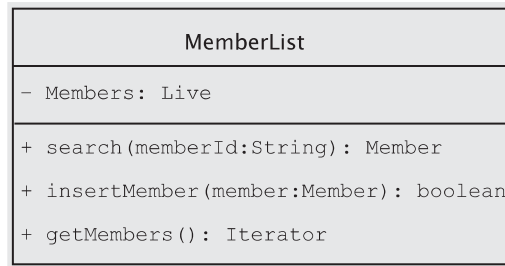 MemberList
- Members: Live
+ search(memberId:String): Member
+ insertMember(member:Member): boolean
+ getMembers(): Iterator